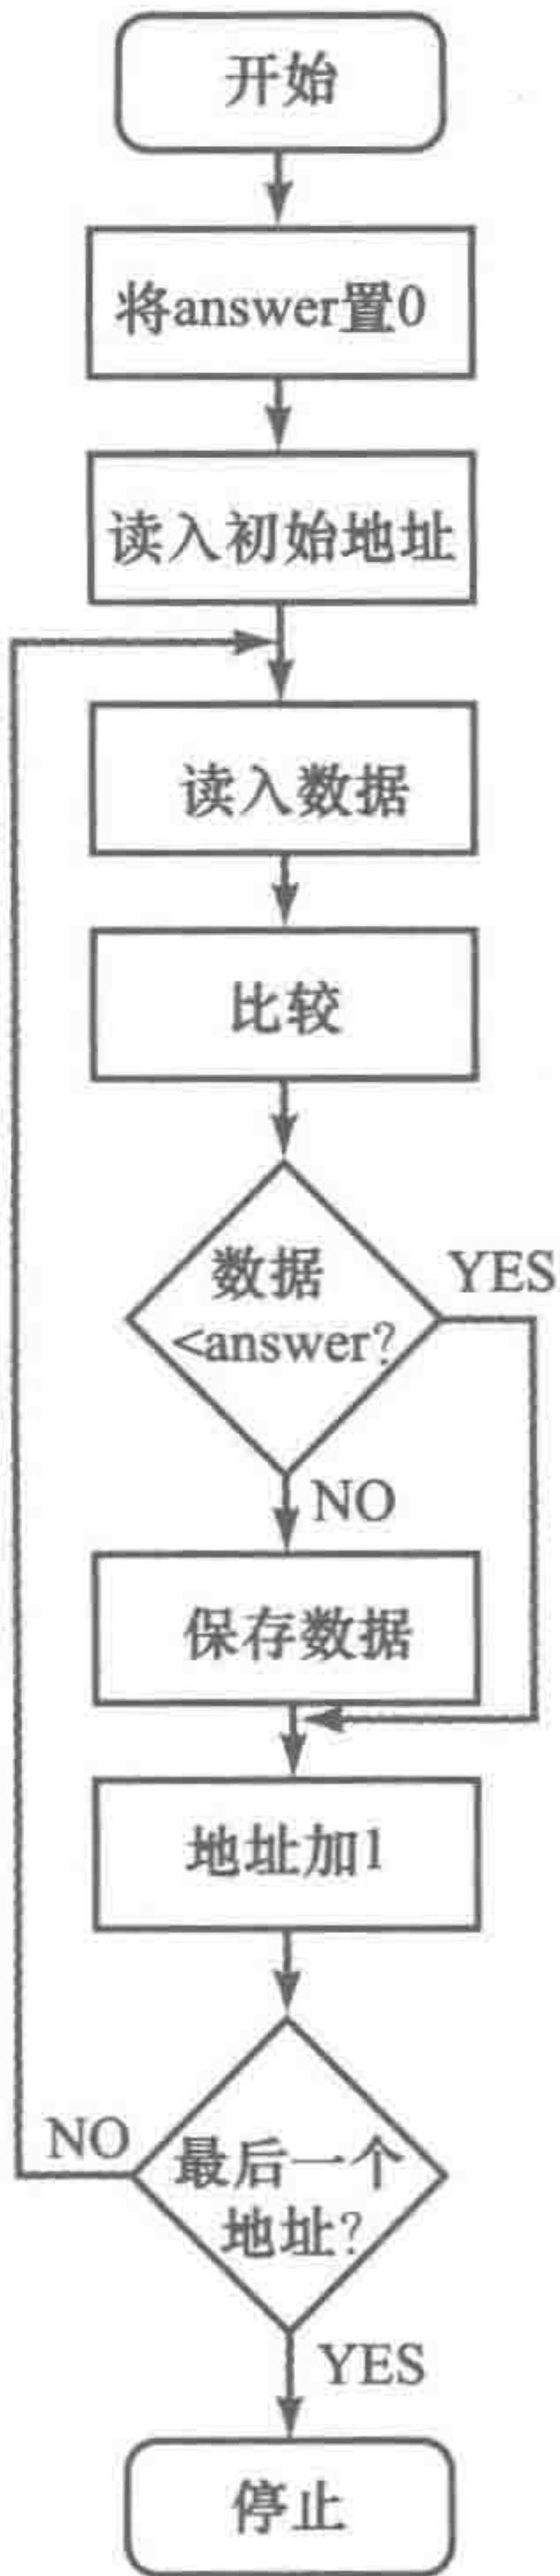 开始
将answer置0
读入初始地址
读入数据
比较
数据
<answer?
YES
NO
保存数据
地址加1
最后一个
地址?
NO
YES
停止